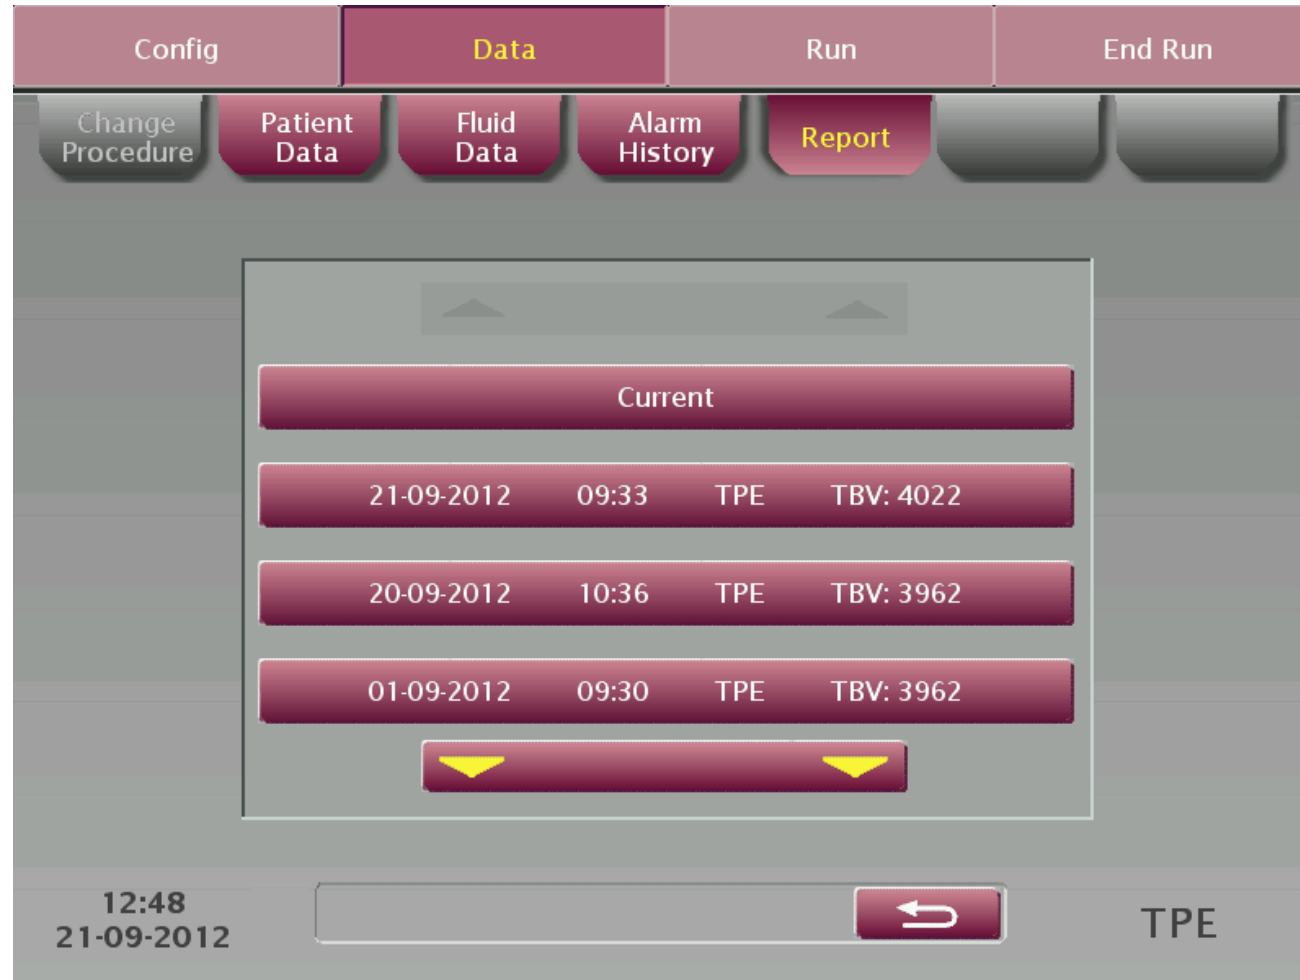 Config Data Run End Run
Change Procedure
Patient Data
Fluid Data
Alarm History
Report
Current
21-09-2012 09:33 TPE TBV: 4022
20-09-2012 10:36 TPE TBV: 3962
01-09-2012 09:30 TPE TBV: 3962
12:48
21-09-2012
TPE